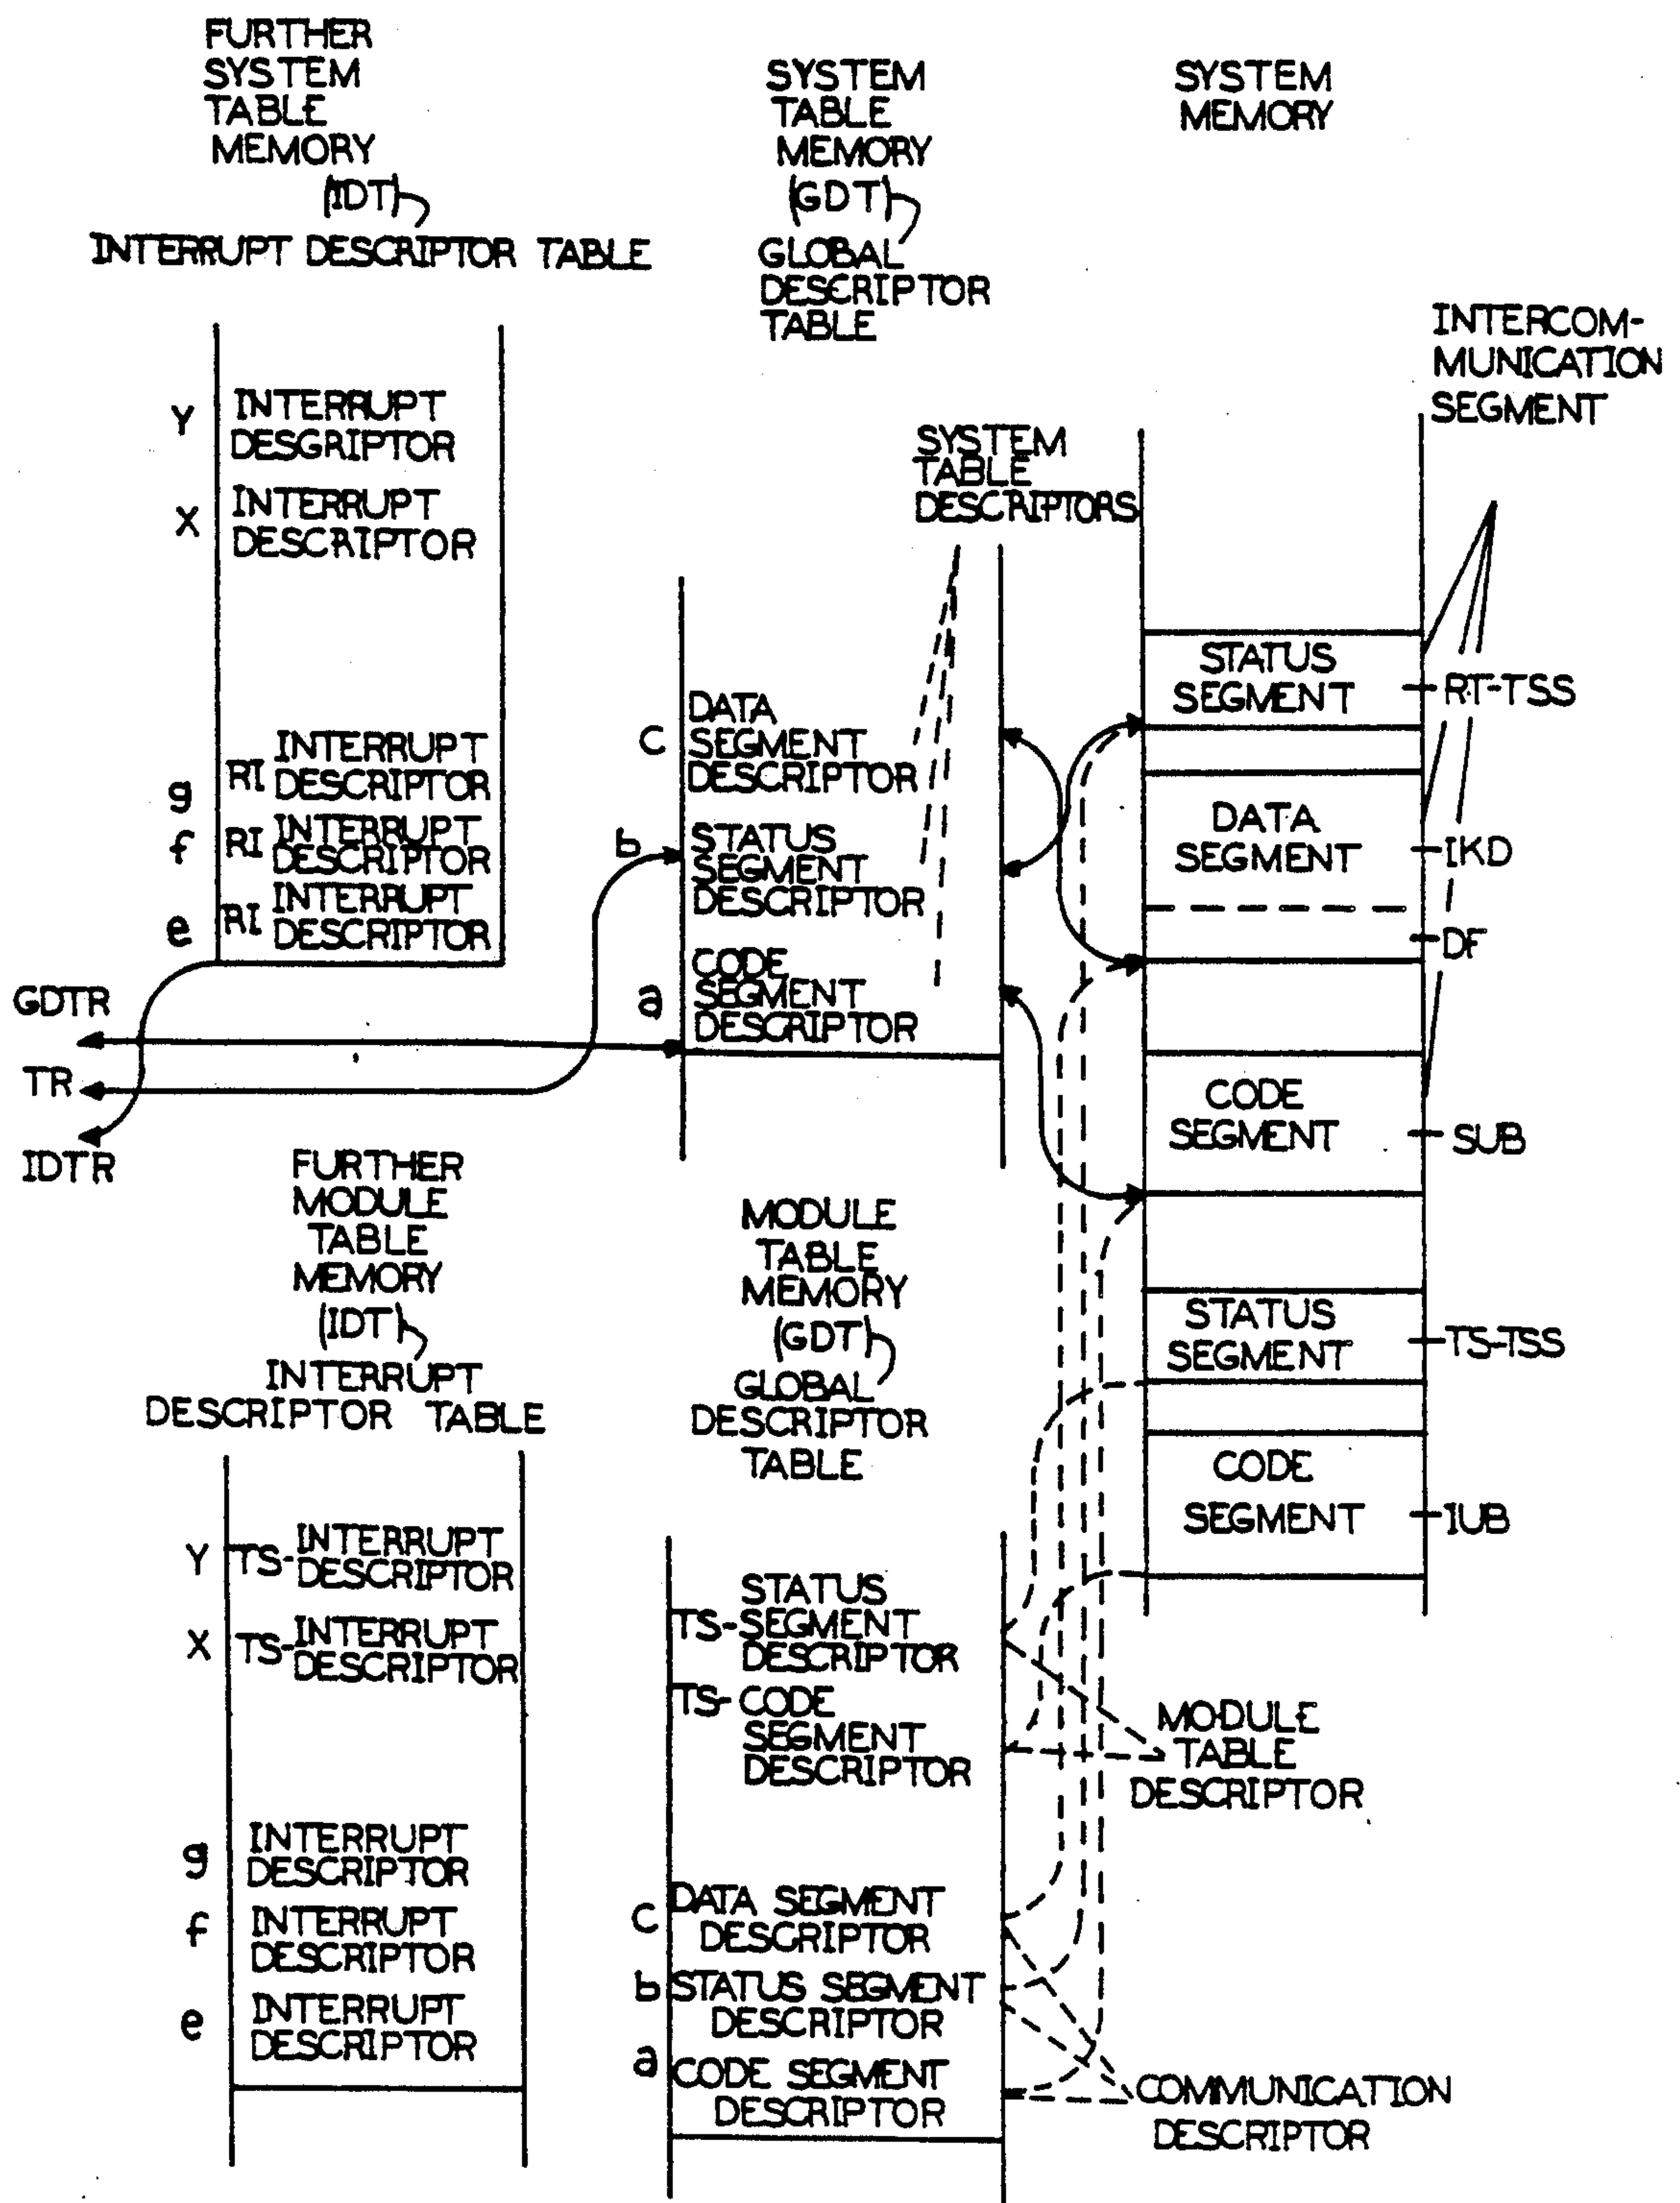 FURTHER
SYSTEM
TABLE
MEMORY
(IDT)
INTERRUPT DESCRIPTOR TABLE
SYSTEM
TABLE
MEMORY
(GDT)
GLOBAL
DESCRIPTOR
TABLE
SYSTEM
MEMORY
INTERCOM-
MUNICATION
SEGMENT
Y INTERRUPT
DESGRIPTOR
X INTERRUPT
DESCRIPTOR
g RI INTERRUPT
DESCRIPTOR
f RI INTERRUPT
DESCRIPTOR
e RI INTERRUPT
DESCRIPTOR
GDTR
TR
IDTR
SYSTEM
TABLE
DESCRIPTORS
c DATA
SEGMENT
DESCRIPTOR
b STATUS
SEGMENT
DESCRIPTOR
a CODE
SEGMENT
DESCRIPTOR
STATUS
SEGMENT
RT-TSS
DATA
SEGMENT
IKD
DF
CODE
SEGMENT
SUB
STATUS
SEGMENT
TS-TSS
CODE
SEGMENT
IUB
FURTHER
MODULE
TABLE
MEMORY
(IDT)
INTERRUPT
DESCRIPTOR TABLE
MODULE
TABLE
MEMORY
(GDT)
GLOBAL
DESCRIPTOR
TABLE
Y TS-INTERRUPT
DESCRIPTOR
X TS-INTERRUPT
DESCRIPTOR
g INTERRUPT
DESCRIPTOR
f INTERRUPT
DESCRIPTOR
e INTERRUPT
DESCRIPTOR
STATUS
TS-SEGMENT
DESCRIPTOR
TS-CODE
SEGMENT
DESCRIPTOR
c DATA SEGMENT
DESCRIPTOR
b STATUS SEGMENT
DESCRIPTOR
a CODE SEGMENT
DESCRIPTOR
MODULE
TABLE
DESCRIPTOR
COMMUNICATION
DESCRIPTOR